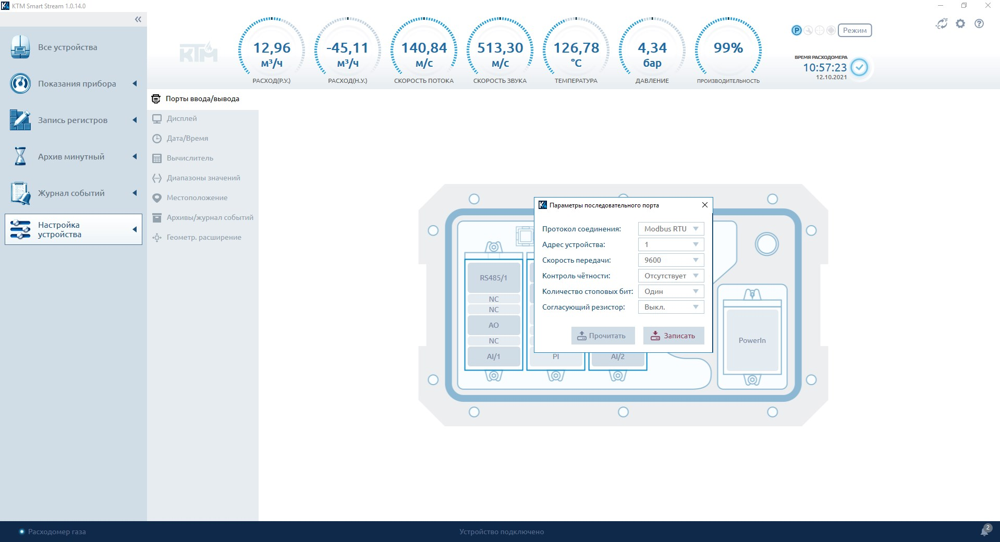 KTM Smart Stream 1.0.14.0
Все устройства
Показания прибора
Запись регистров
Архив минутный
Журнал событий
Настройка
устройства
КТМ
12,96
м³/ч
РАСХОД(Р.У.)
-45,11
м³/ч
РАСХОД(Н.У.)
140,84
м/с
СКОРОСТЬ ПОТОКА
513,30
м/с
СКОРОСТЬ ЗВУКА
126,78
°C
ТЕМПЕРАТУРА
4,34
бар
ДАВЛЕНИЕ
99%
ПРОИЗВОДИТЕЛЬНОСТЬ
P
Режим
ВРЕМЯ РАСХОДОМЕРА
10:57:23
12.10.2021
Порты ввода/вывода
Дисплей
Дата/Время
Вычислитель
Диапазоны значений
Местоположение
Архивы/журнал событий
Геометр. расширение
Параметры последовательного порта
Протокол соединения: Modbus RTU
Адрес устройства: 1
Скорость передачи: 9600
Контроль чётности: Отсутствует
Количество стоповых бит: Один
Согласующий резистор: Выкл.
Прочитать Записать
RS485/1
NC
NC
AO
NC
AI/1
PI
AI/2
PowerIn
Расходомер газа
Устройство подключено
2